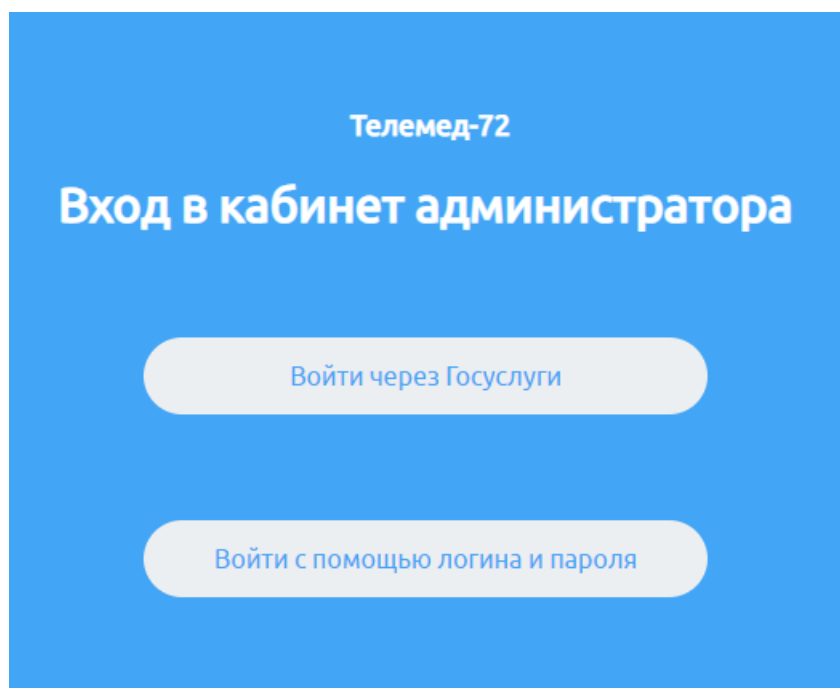 Телемед-72
Вход в кабинет администратора
Войти через Госуслуги
Войти с помощью логина и пароля